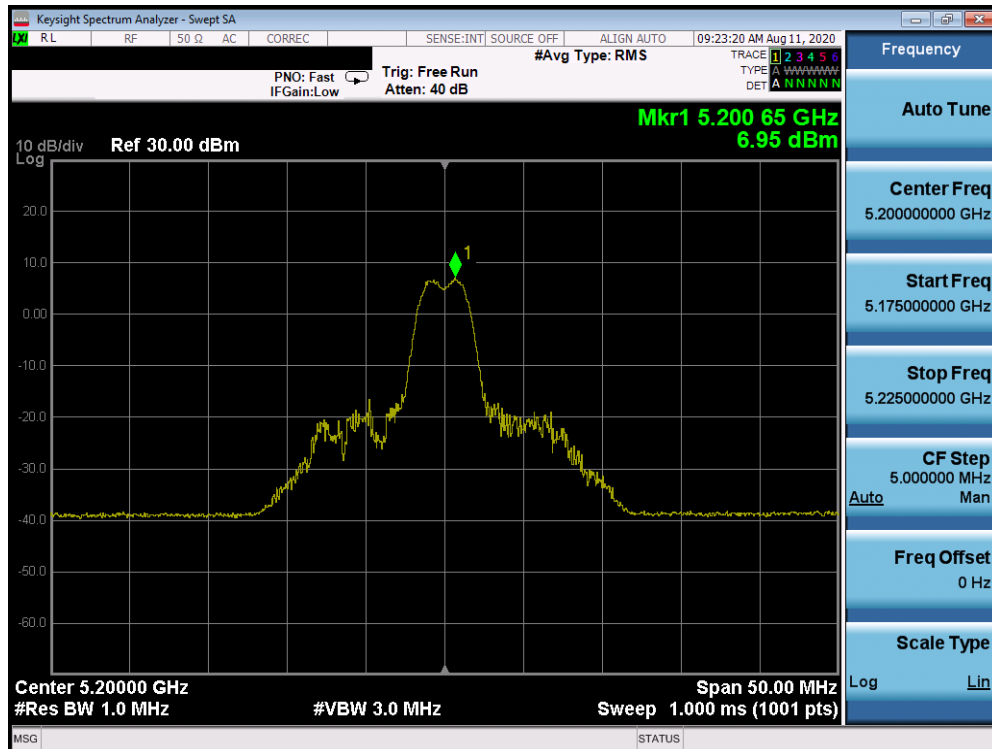 Keysight Spectrum Analyzer - Swept SA
LXI RL RF 50 Ω AC CORREC SENSE:INT SOURCE OFF ALIGN AUTO 09:23:20 AM Aug 11, 2020
PNO: Fast
IFGain:Low
Trig: Free Run
Atten: 40 dB
#Avg Type: RMS
TRACE 1 2 3 4 5 6
TYPE A WWWWW
DET A N N N N N
Mkr1 5.200 65 GHz
6.95 dBm
10 dB/div Ref 30.00 dBm
Log
20.0
10.0
0.00
-10.0
-20.0
-30.0
-40.0
-50.0
-60.0
1
Center 5.20000 GHz Span 50.00 MHz
#Res BW 1.0 MHz #VBW 3.0 MHz Sweep 1.000 ms (1001 pts)
MSG STATUS
Frequency
Auto Tune
Center Freq
5.200000000 GHz
Start Freq
5.175000000 GHz
Stop Freq
5.225000000 GHz
CF Step
5.000000 MHz
Auto Man
Freq Offset
0 Hz
Scale Type
Log Lin